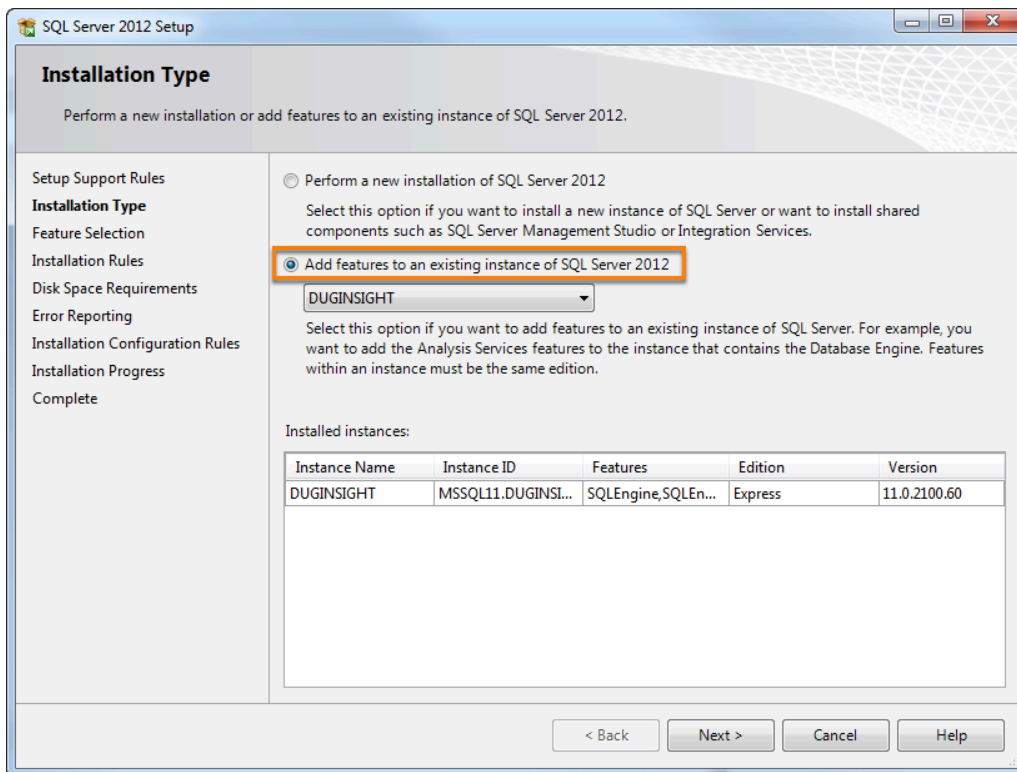 SQL Server 2012 Setup
Installation Type
Perform a new installation or add features to an existing instance of SQL Server 2012.
Setup Support Rules
Installation Type
Feature Selection
Installation Rules
Disk Space Requirements
Error Reporting
Installation Configuration Rules
Installation Progress
Complete
Perform a new installation of SQL Server 2012
Select this option if you want to install a new instance of SQL Server or want to install shared
components such as SQL Server Management Studio or Integration Services.
Add features to an existing instance of SQL Server 2012
DUGINSIGHT
Select this option if you want to add features to an existing instance of SQL Server. For example, you
want to add the Analysis Services features to the instance that contains the Database Engine. Features
within an instance must be the same edition.
Installed instances:
Instance Name Instance ID Features Edition Version
DUGINSIGHT MSSQL11.DUGINSI... SQLEngine,SQLEn... Express 11.0.2100.60
< Back Next > Cancel Help